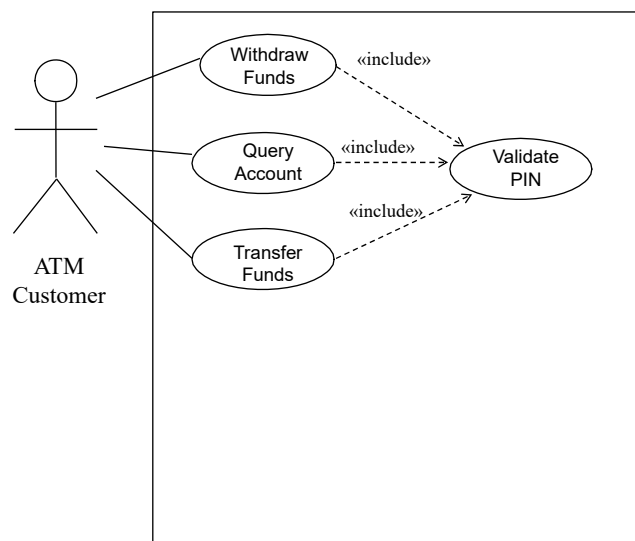 Withdraw
Funds
«include»
Query
Account
«include»
Validate
PIN
«include»
Transfer
Funds
ATM
Customer